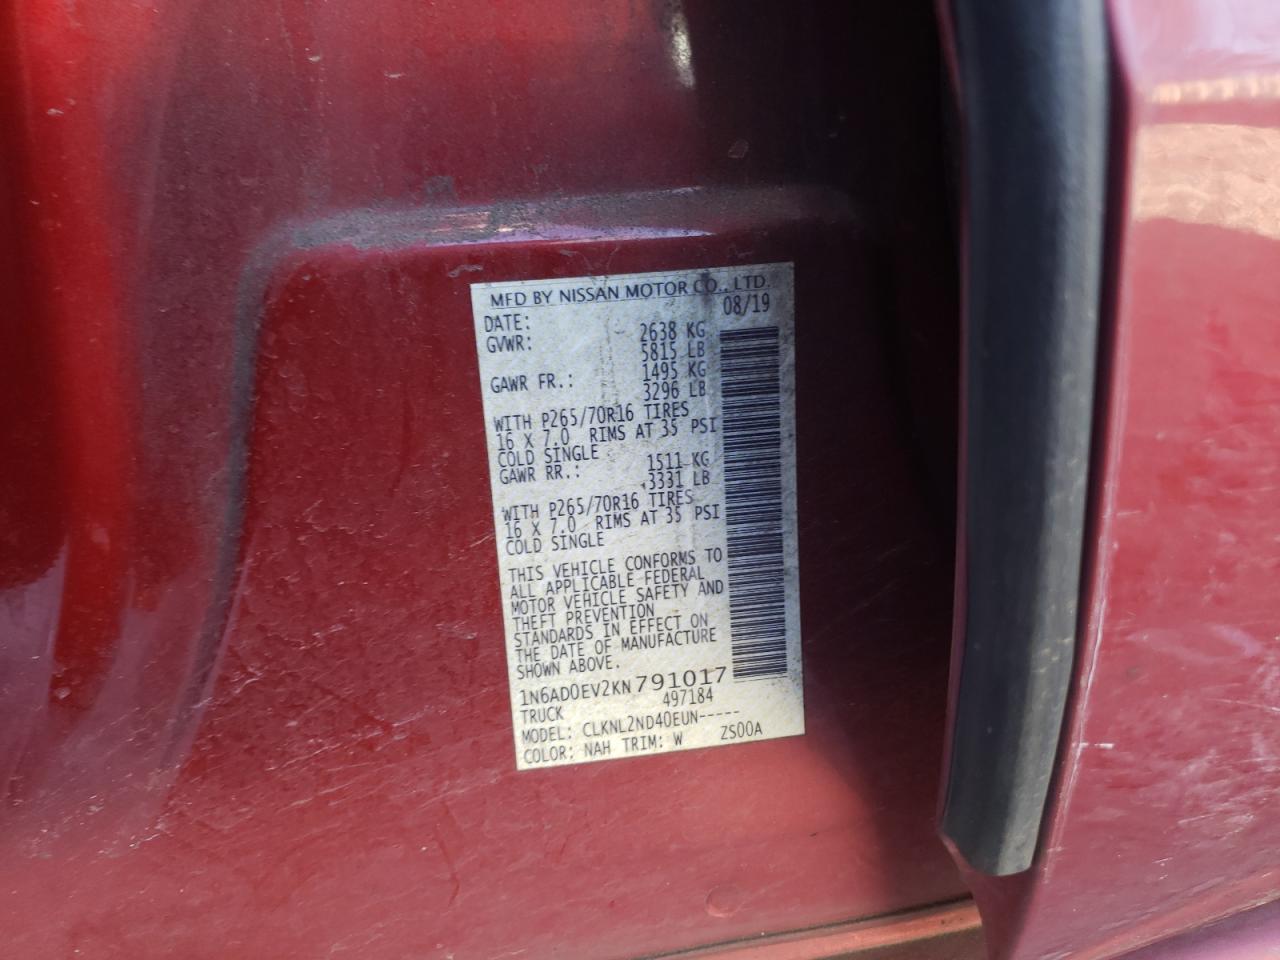 MFD BY NISSAN MOTOR CO., LTD.
DATE: 08/19
GVWR: 2638 KG
5815 LB
GAWR FR.: 1495 KG
3296 LB
WITH P265/70R16 TIRES
16 X 7.0 RIMS AT 35 PSI
COLD SINGLE
GAWR RR.: 1511 KG
3331 LB
WITH P265/70R16 TIRES
16 X 7.0 RIMS AT 35 PSI
COLD SINGLE
THIS VEHICLE CONFORMS TO
ALL APPLICABLE FEDERAL
MOTOR VEHICLE SAFETY AND
THEFT PREVENTION
STANDARDS IN EFFECT ON
THE DATE OF MANUFACTURE
SHOWN ABOVE.
1N6AD0EV2KN791017
TRUCK 497184
MODEL: CLKNL2ND40EUN-----
COLOR: NAH TRIM: W ZS00A